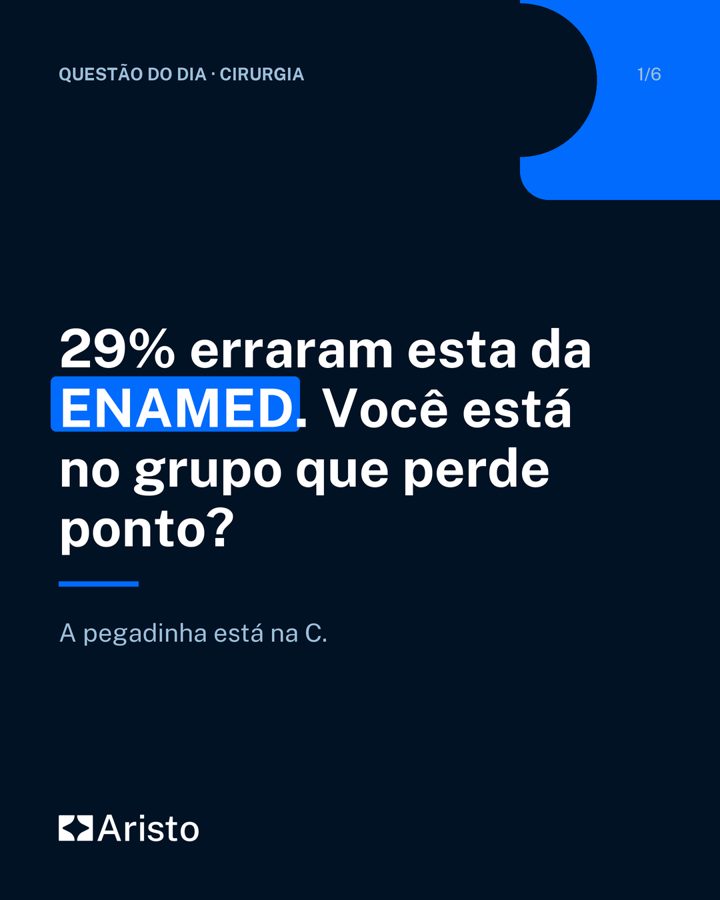 QUESTÃO DO DIA · CIRURGIA
1/6
29% erraram esta da
ENAMED. Você está
no grupo que perde
ponto?
A pegadinha está na C.
Aristo